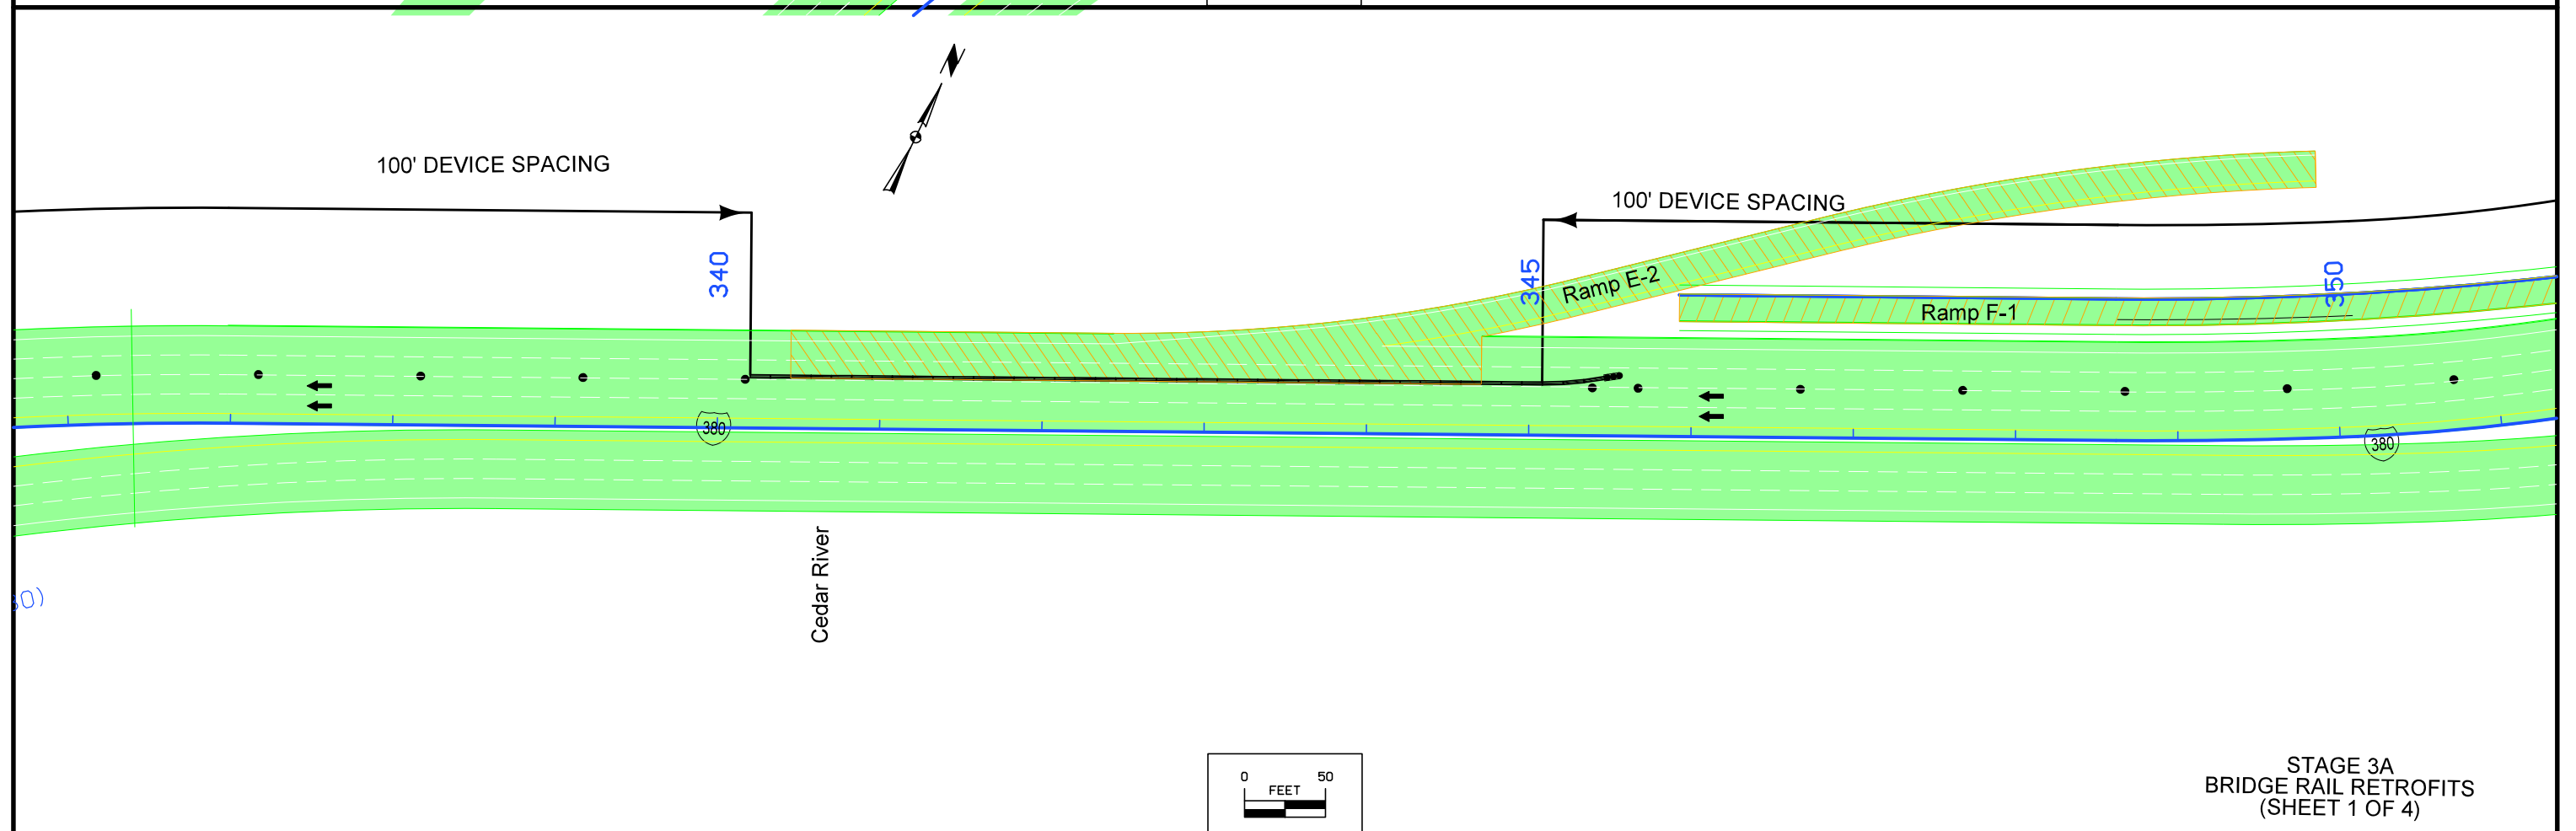 100' DEVICE SPACING
100' DEVICE SPACING
340
345
350
Ramp E-2
Ramp F-1
380
380
Cedar River
0 50
FEET
STAGE 3A
BRIDGE RAIL RETROFITS
(SHEET 1 OF 4)